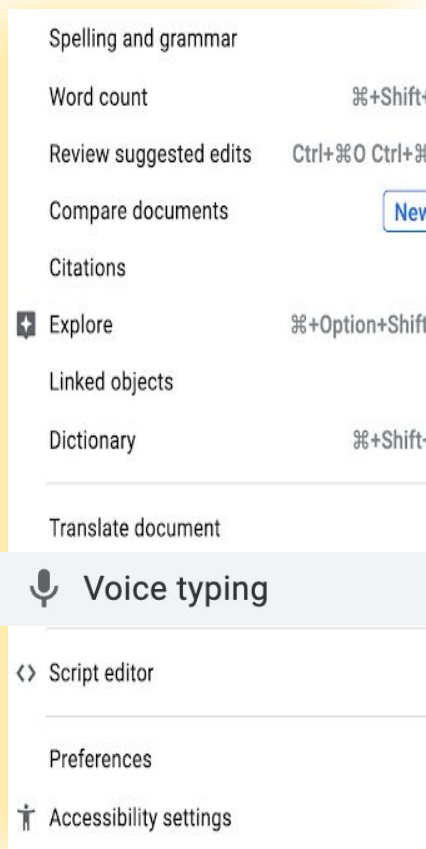 Spelling and grammar
Word count ⌘+Shift+
Review suggested edits Ctrl+⌘O Ctrl+⌘
Compare documents New
Citations
Explore ⌘+Option+Shift
Linked objects
Dictionary ⌘+Shift+
Translate document
Voice typing
Script editor
Preferences
Accessibility settings